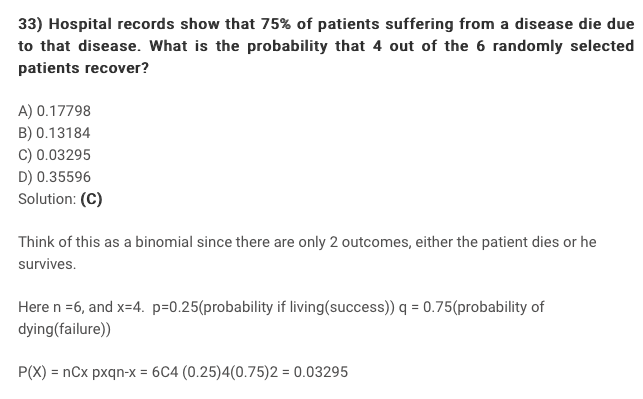 33) Hospital records show that 75% of patients suffering from a disease die due
to that disease. What is the probability that 4 out of the 6 randomly selected
patients recover?
A) 0.17798
B) 0.13184
C) 0.03295
D) 0.35596
Solution: (C)
Think of this as a binomial since there are only 2 outcomes, either the patient dies or he
survives.
Here n =6, and x=4.  p=0.25(probability if living(success)) q = 0.75(probability of
dying(failure))
P(X) = nCx pxqn-x = 6C4 (0.25)4(0.75)2 = 0.03295